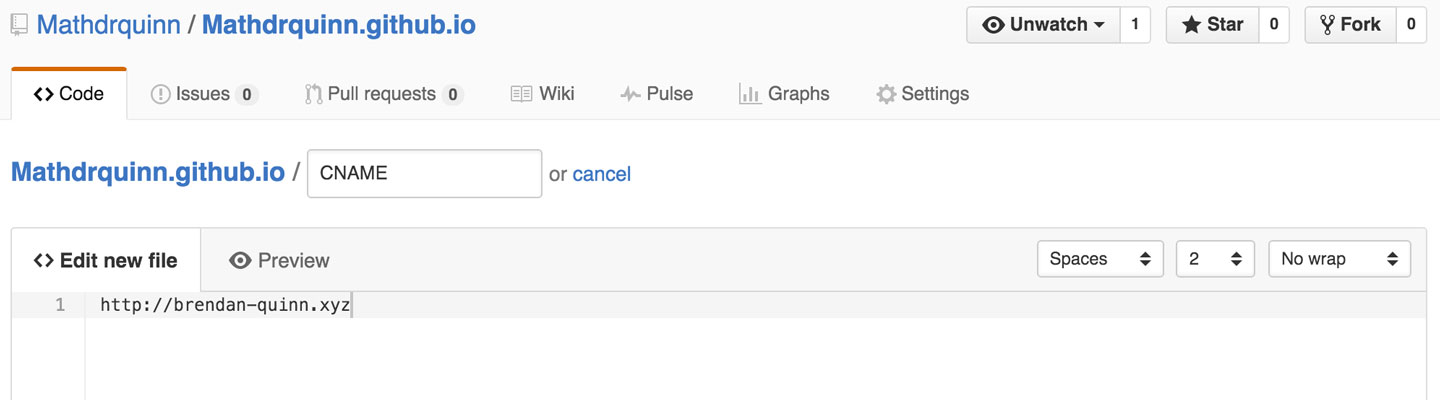 Mathdrquinn / Mathdrquinn.github.io Unwatch 1 Star 0 Fork 0
<> Code Issues 0 Pull requests 0 Wiki Pulse Graphs Settings
Mathdrquinn.github.io / CNAME or cancel
<> Edit new file Preview Spaces 2 No wrap
1 http://brendan-quinn.xyz